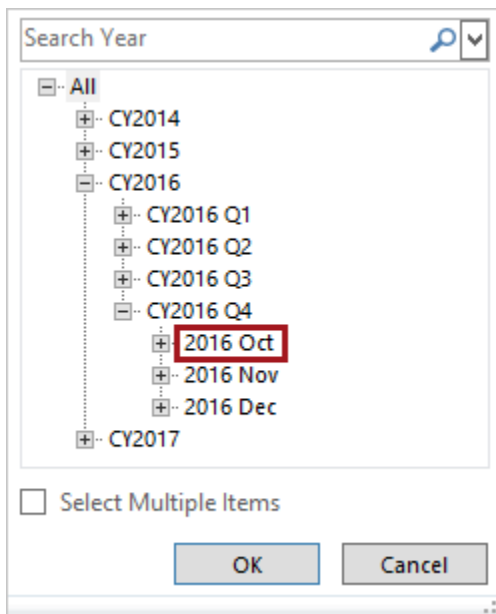 Search Year
All
CY2014
CY2015
CY2016
CY2016 Q1
CY2016 Q2
CY2016 Q3
CY2016 Q4
2016 Oct
2016 Nov
2016 Dec
CY2017
Select Multiple Items
OK
Cancel